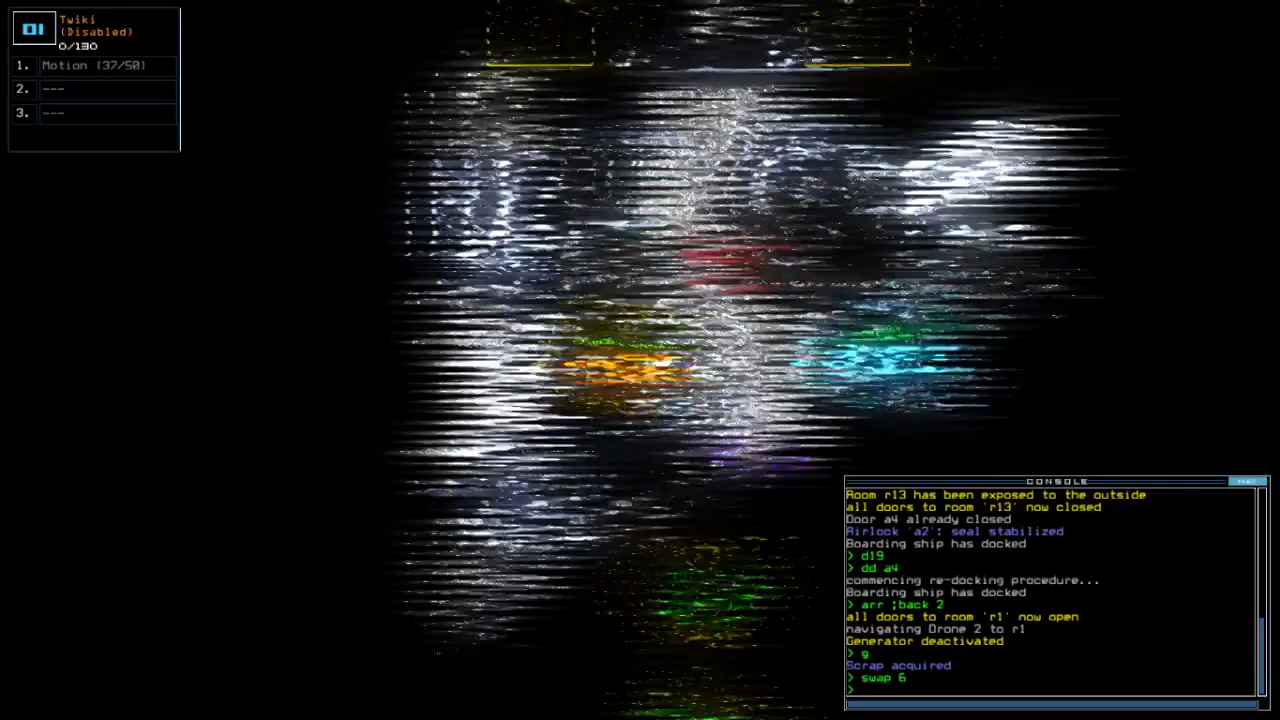 01
Twiki
(Disabled)
0/130
1. Motion (37/50)
2. ---
3. ---
CONSOLE
MAX
Room r13 has been exposed to the outside
all doors to room 'r13' now closed
Door a4 already closed
Airlock 'a2': seal stabilized
Boarding ship has docked
> d19
> dd a4
commencing re-docking procedure...
Boarding ship has docked
> arr ;back 2
all doors to room 'r1' now open
navigating Drone 2 to r1
Generator deactivated
> g
Scrap acquired
> swap 6
>